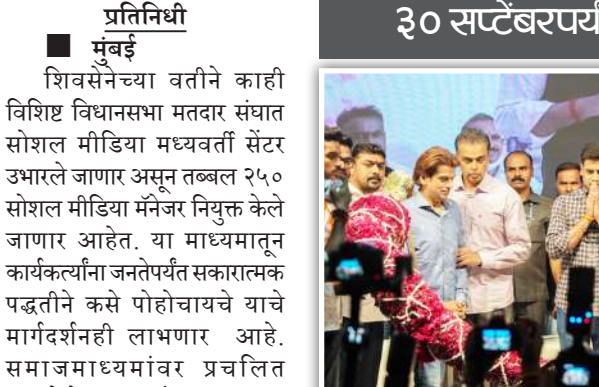 प्रतिनिधी
मुंबई
३० सप्टेंबरपर्य
शिवसेनेच्या वतीने काही
विशिष्ट विधानसभा मतदार संघात
सोशल मीडिया मध्यवर्ती सेंटर
उभारले जाणार असून तब्बल २५०
सोशल मीडिया मॅनेजर नियुक्त केले
जाणार आहेत. या माध्यमातून
कार्यकर्त्यांना जनतेपर्यंत सकारात्मक
पद्धतीने कसे पोहोचायचे याचे
मार्गदर्शनही लाभणार आहे.
समाजमाध्यमांवर प्रचलित